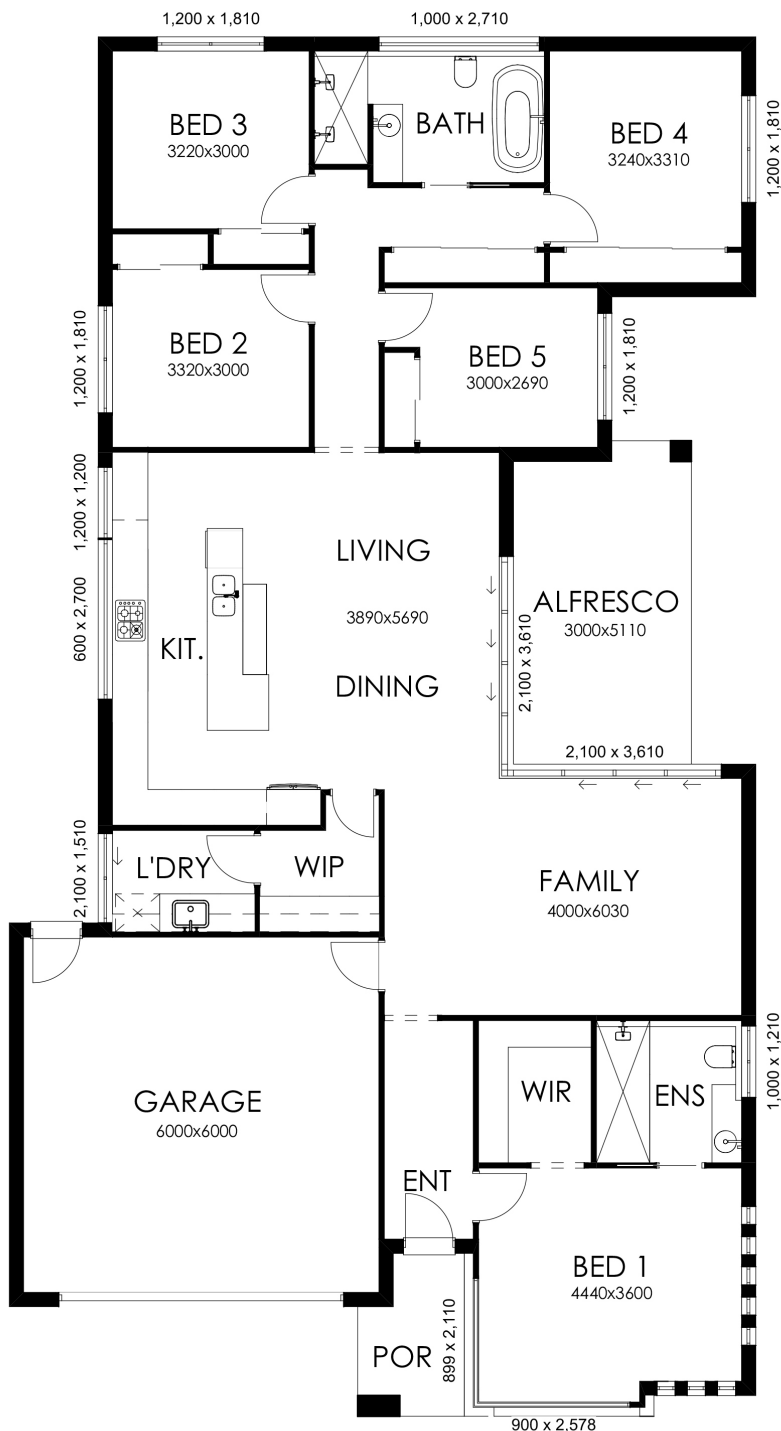 1,200 x 1,810
1,000 x 2,710
BED 3
3220x3000
BATH
BED 4
3240x3310
1,200 x 1,810
1,200 x 1,810
BED 2
3320x3000
BED 5
3000x2690
1,200 x 1,810
1,200 x 1,200
600 x 2,700
KIT.
LIVING
3890x5690
DINING
ALFRESCO
3000x5110
2,100 x 3,610
2,100 x 3,610
2,100 x 1,510
L'DRY
WIP
FAMILY
4000x6030
GARAGE
6000x6000
WIR
ENS
1,000 x 1,210
ENT
BED 1
4440x3600
POR
899 x 2,110
900 x 2,578